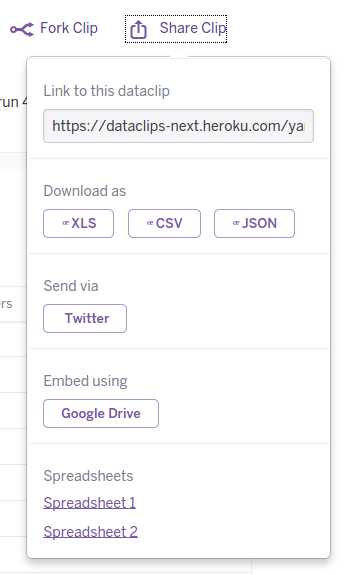 Fork Clip
Share Clip
run 4
Link to this dataclip
https://dataclips-next.heroku.com/ya
Download as
œ XLS
œ CSV
œ JSON
Send via
Twitter
Embed using
Google Drive
ers
Spreadsheets
Spreadsheet 1
Spreadsheet 2